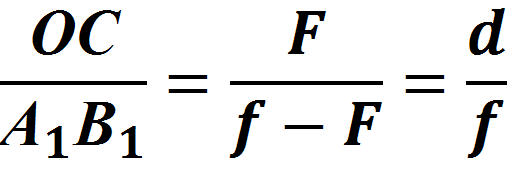 OC/A₁B₁ = F/(f − F) = d/f